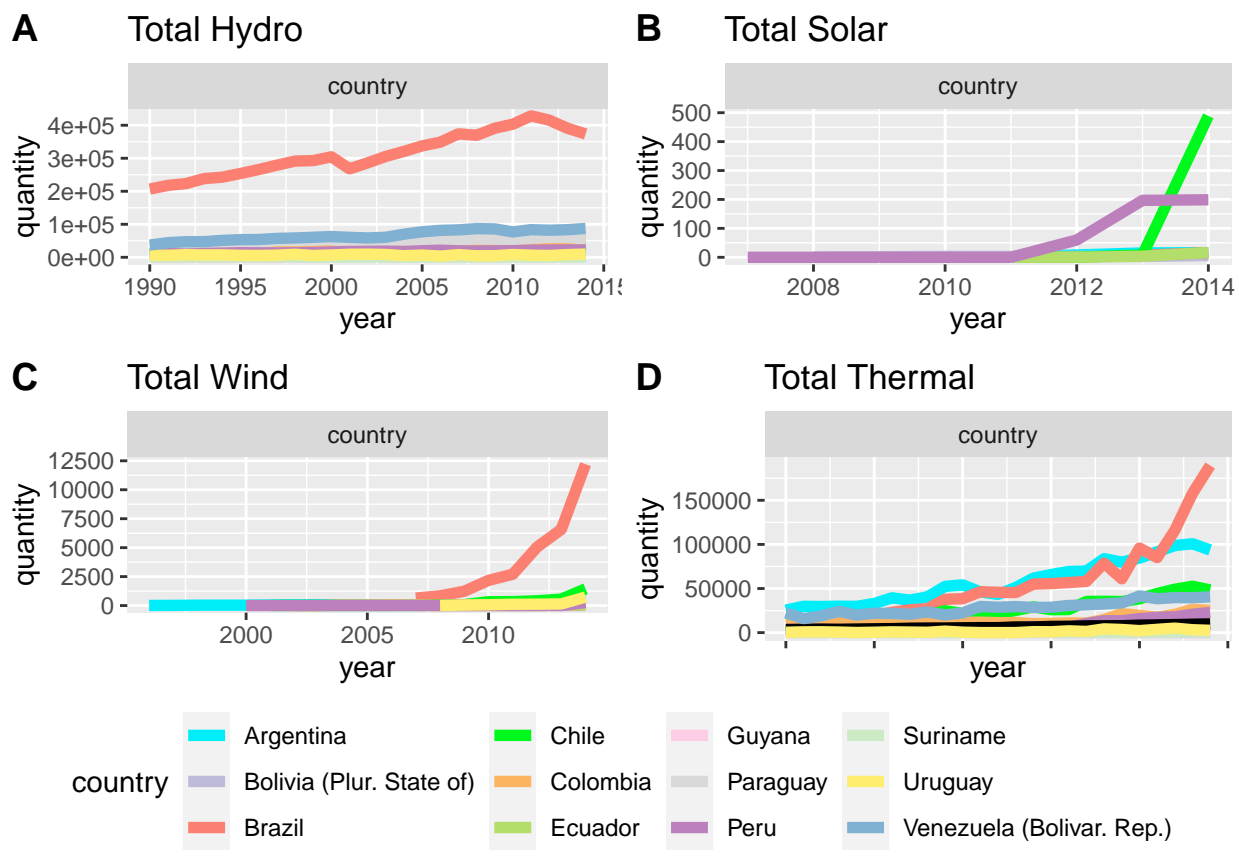 A Total Hydro
country
quantity
4e+05
3e+05
2e+05
1e+05
0e+00
1990 1995 2000 2005 2010 2015
year
B Total Solar
country
quantity
500
400
300
200
100
0
2008 2010 2012 2014
year
C Total Wind
country
quantity
12500
10000
7500
5000
2500
0
2000 2005 2010
year
D Total Thermal
country
quantity
150000
100000
50000
0
year
country
Argentina
Bolivia (Plur. State of)
Brazil
Chile
Colombia
Ecuador
Guyana
Paraguay
Peru
Suriname
Uruguay
Venezuela (Bolivar. Rep.)